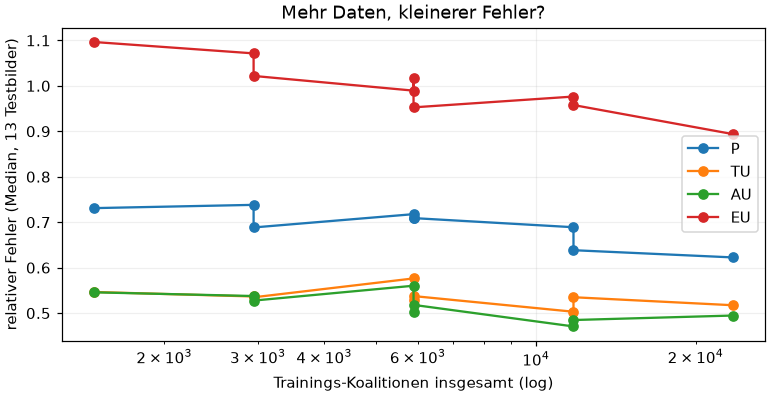 Mehr Daten, kleinerer Fehler?
relativer Fehler (Median, 13 Testbilder)
1.1
1.0
0.9
0.8
0.7
0.6
0.5
P
TU
AU
EU
2 × 10³
3 × 10³
4 × 10³
6 × 10³
10⁴
2 × 10⁴
Trainings-Koalitionen insgesamt (log)